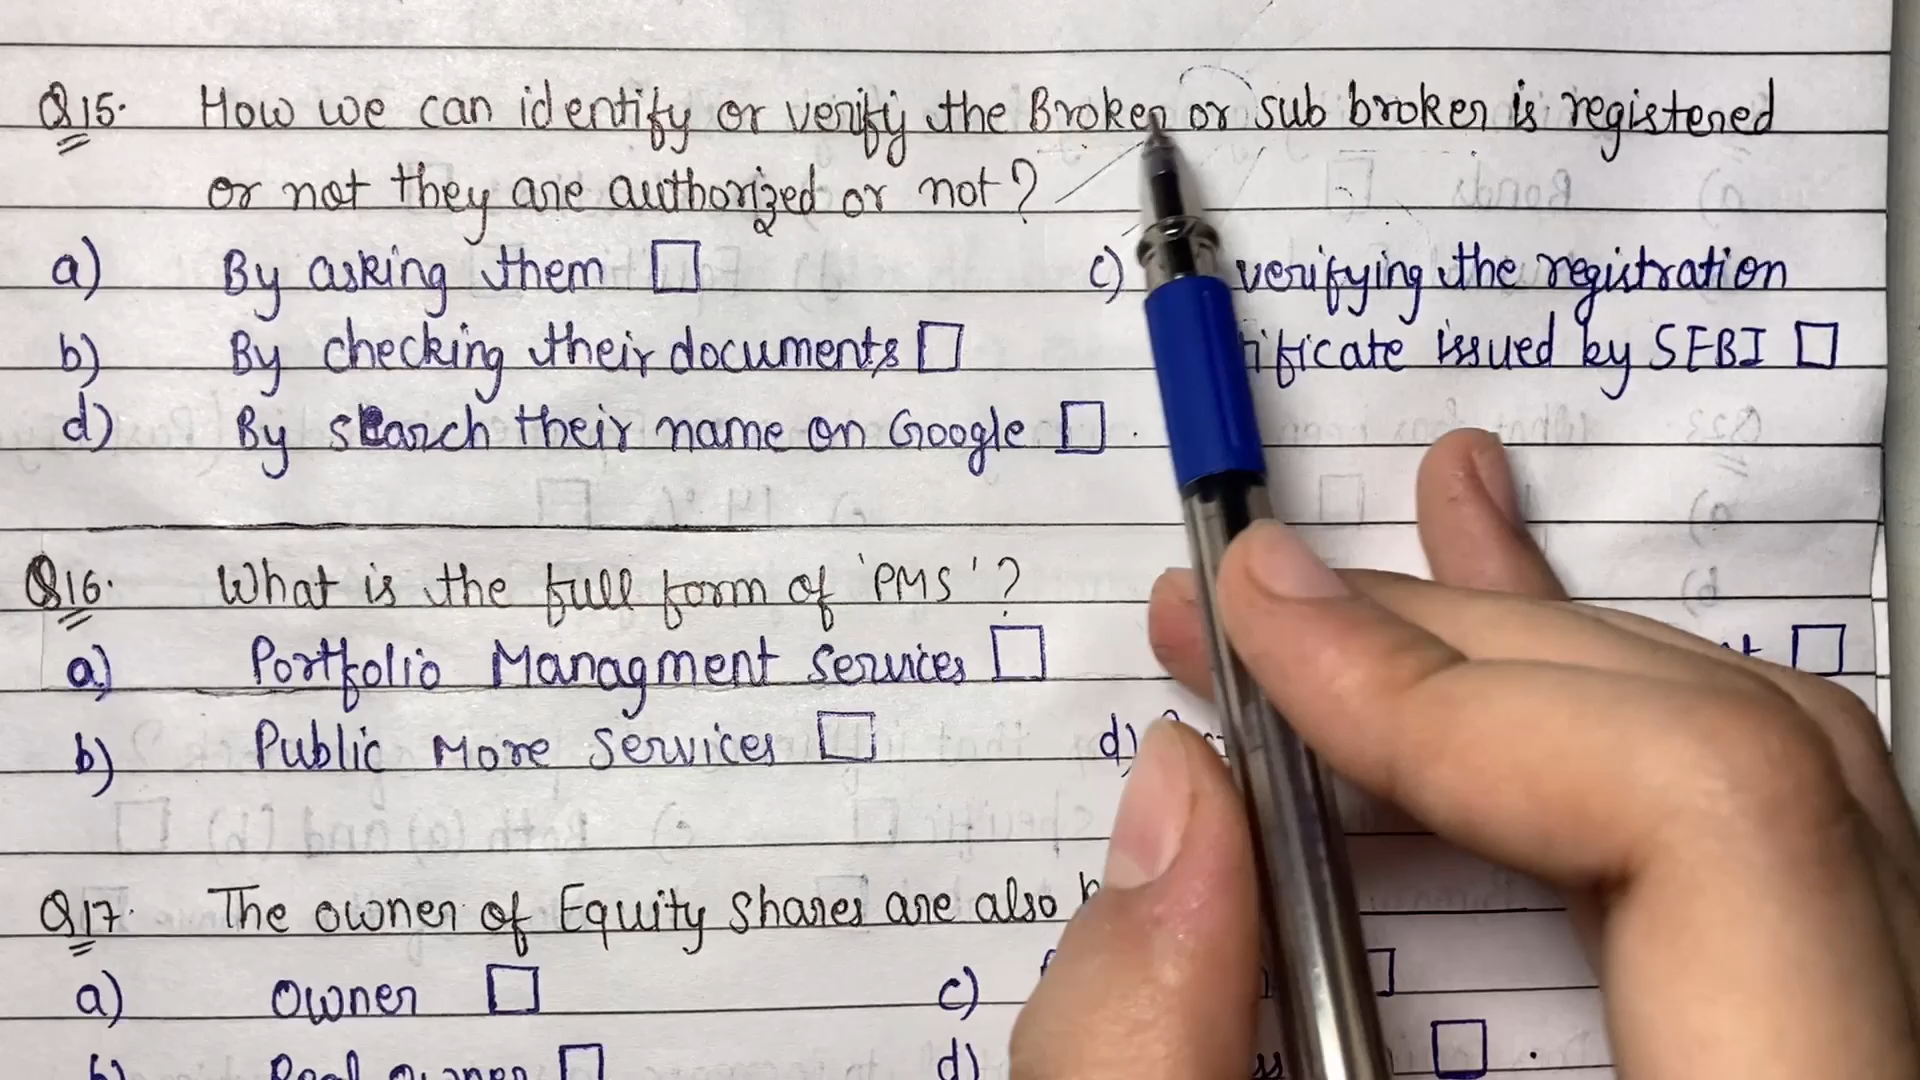 Q15. How we can identify or verify the Broker or sub broker is registered
or not they are authorized or not?
a) By asking them
c) verifying the registration
b) By checking their documents
issued by SEBI
d) By search their name on Google
Q16. What is the full form of 'PMS'?
a) Portfolio Managment Services
b) Public More Services
d)
Q17. The owner of Equity Shares are also
a) Owner
c)
b) Real owner
d)